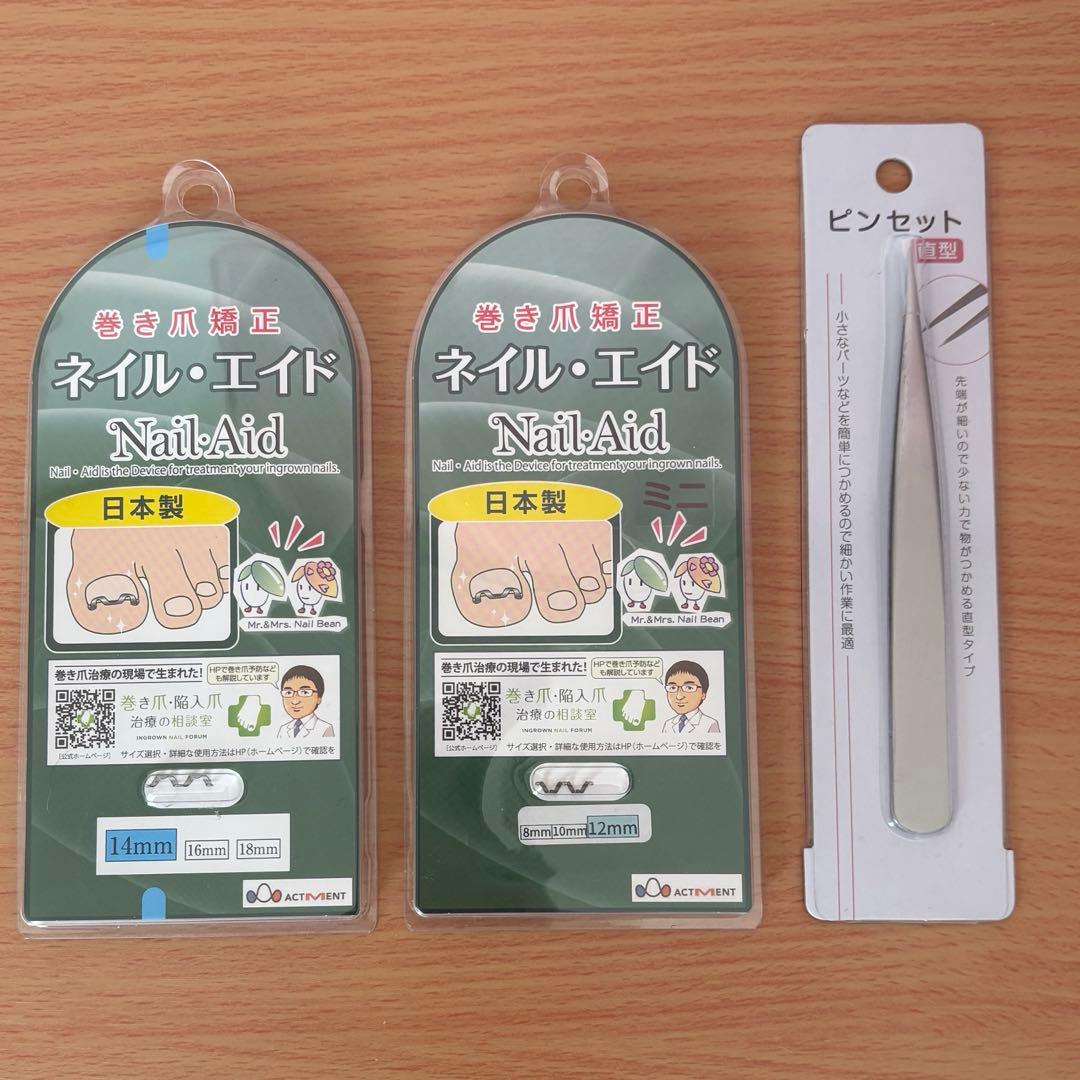 巻き爪矯正
ネイル・エイド
Nail・Aid
Nail・Aid is the Device for treatment your ingrown nails.
日本製
Mr.&Mrs. Nail Bean
巻き爪治療の現場で生まれた!
HPで巻き爪予防など
も解説しています
巻き爪・陥入爪
治療の相談室
INGROWN NAIL FORUM
[公式ホームページ]
サイズ選択・詳細な使用方法はHP(ホームページ)で確認を
14mm 16mm 18mm
ACTMENT
巻き爪矯正
ネイル・エイド
Nail・Aid
Nail・Aid is the Device for treatment your ingrown nails.
日本製
ミニ
Mr.&Mrs. Nail Bean
巻き爪治療の現場で生まれた!
HPで巻き爪予防など
も解説しています
巻き爪・陥入爪
治療の相談室
INGROWN NAIL FORUM
[公式ホームページ]
サイズ選択・詳細な使用方法はHP(ホームページ)で確認を
8mm 10mm 12mm
ACTMENT
ピンセット
直型
先端が細いので少ない力で物がつかめる直型タイプ
小さなパーツなどを簡単につかめるので細かい作業に最適